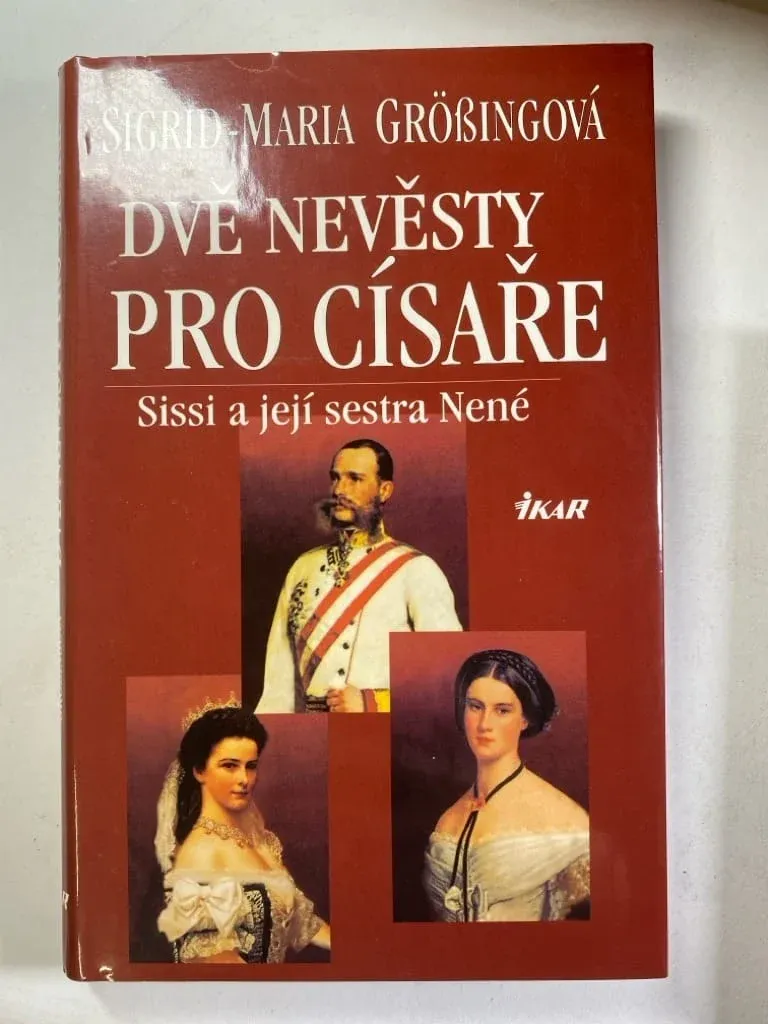 SIGRID-MARIA GRÖßINGOVÁ
DVĚ NEVĚSTY
PRO CÍSAŘE
Sissi a její sestra Nené
IKAR